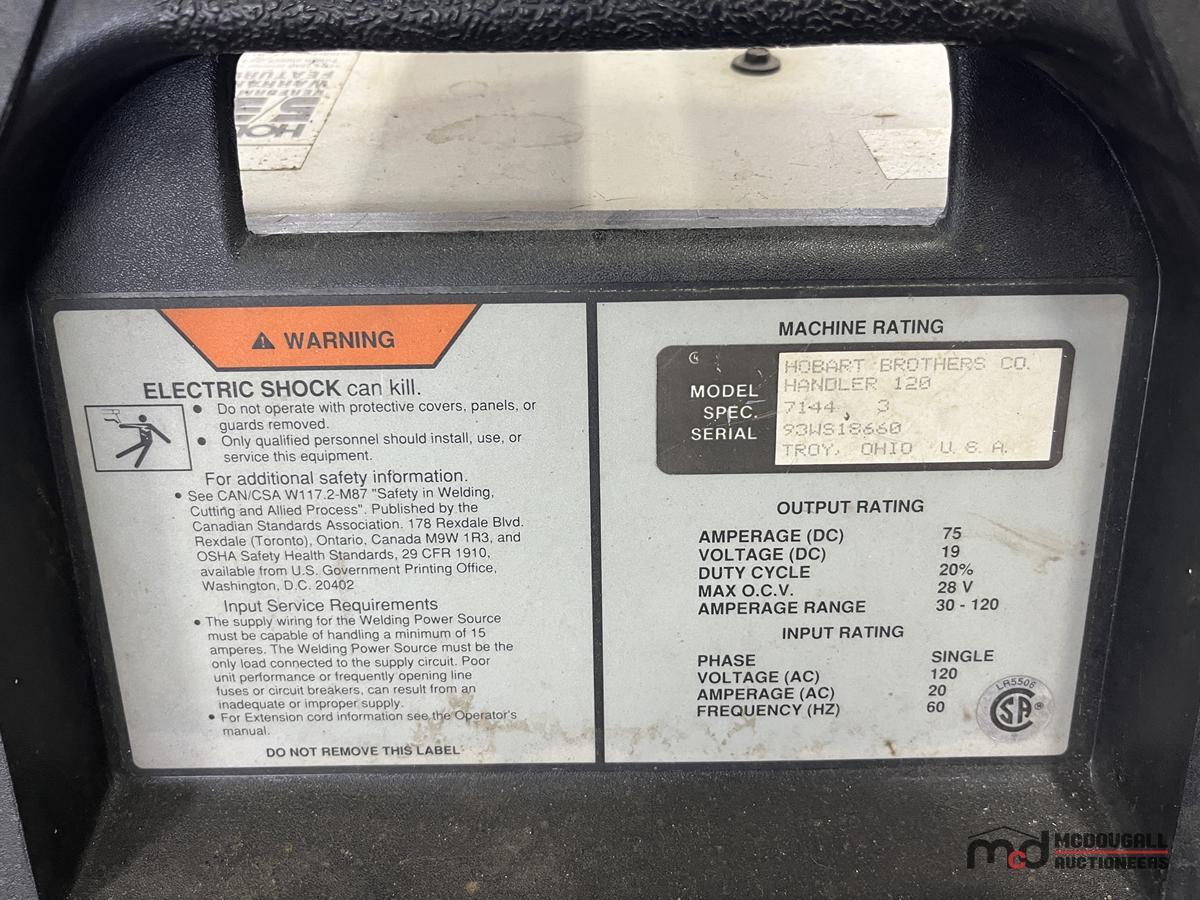 HO
5/3
WARRAN
FEATUR
WARNING
ELECTRIC SHOCK can kill.
• Do not operate with protective covers, panels, or
guards removed.
• Only qualified personnel should install, use, or
service this equipment.
For additional safety information.
• See CAN/CSA W117.2-M87 "Safety in Welding,
Cutting and Allied Process". Published by the
Canadian Standards Association. 178 Rexdale Blvd.
Rexdale (Toronto), Ontario, Canada M9W 1R3, and
OSHA Safety Health Standards, 29 CFR 1910,
available from U.S. Government Printing Office,
Washington, D.C. 20402
Input Service Requirements
• The supply wiring for the Welding Power Source
must be capable of handling a minimum of 15
amperes. The Welding Power Source must be the
only load connected to the supply circuit. Poor
unit performance or frequently opening line
fuses or circuit breakers, can result from an
inadequate or improper supply.
• For Extension cord information see the Operator's
manual.
DO NOT REMOVE THIS LABEL
MACHINE RATING
HOBART BROTHERS CO.
MODEL HANDLER 120
SPEC. 7144 3
SERIAL 93WS18660
TROY, OHIO U.S.A.
OUTPUT RATING
AMPERAGE (DC) 75
VOLTAGE (DC) 19
DUTY CYCLE 20%
MAX O.C.V. 28 V
AMPERAGE RANGE 30 - 120
INPUT RATING
PHASE SINGLE
VOLTAGE (AC) 120
AMPERAGE (AC) 20
FREQUENCY (HZ) 60
LR5506
SA®
mcd MCDOUGALL
AUCTIONEERS